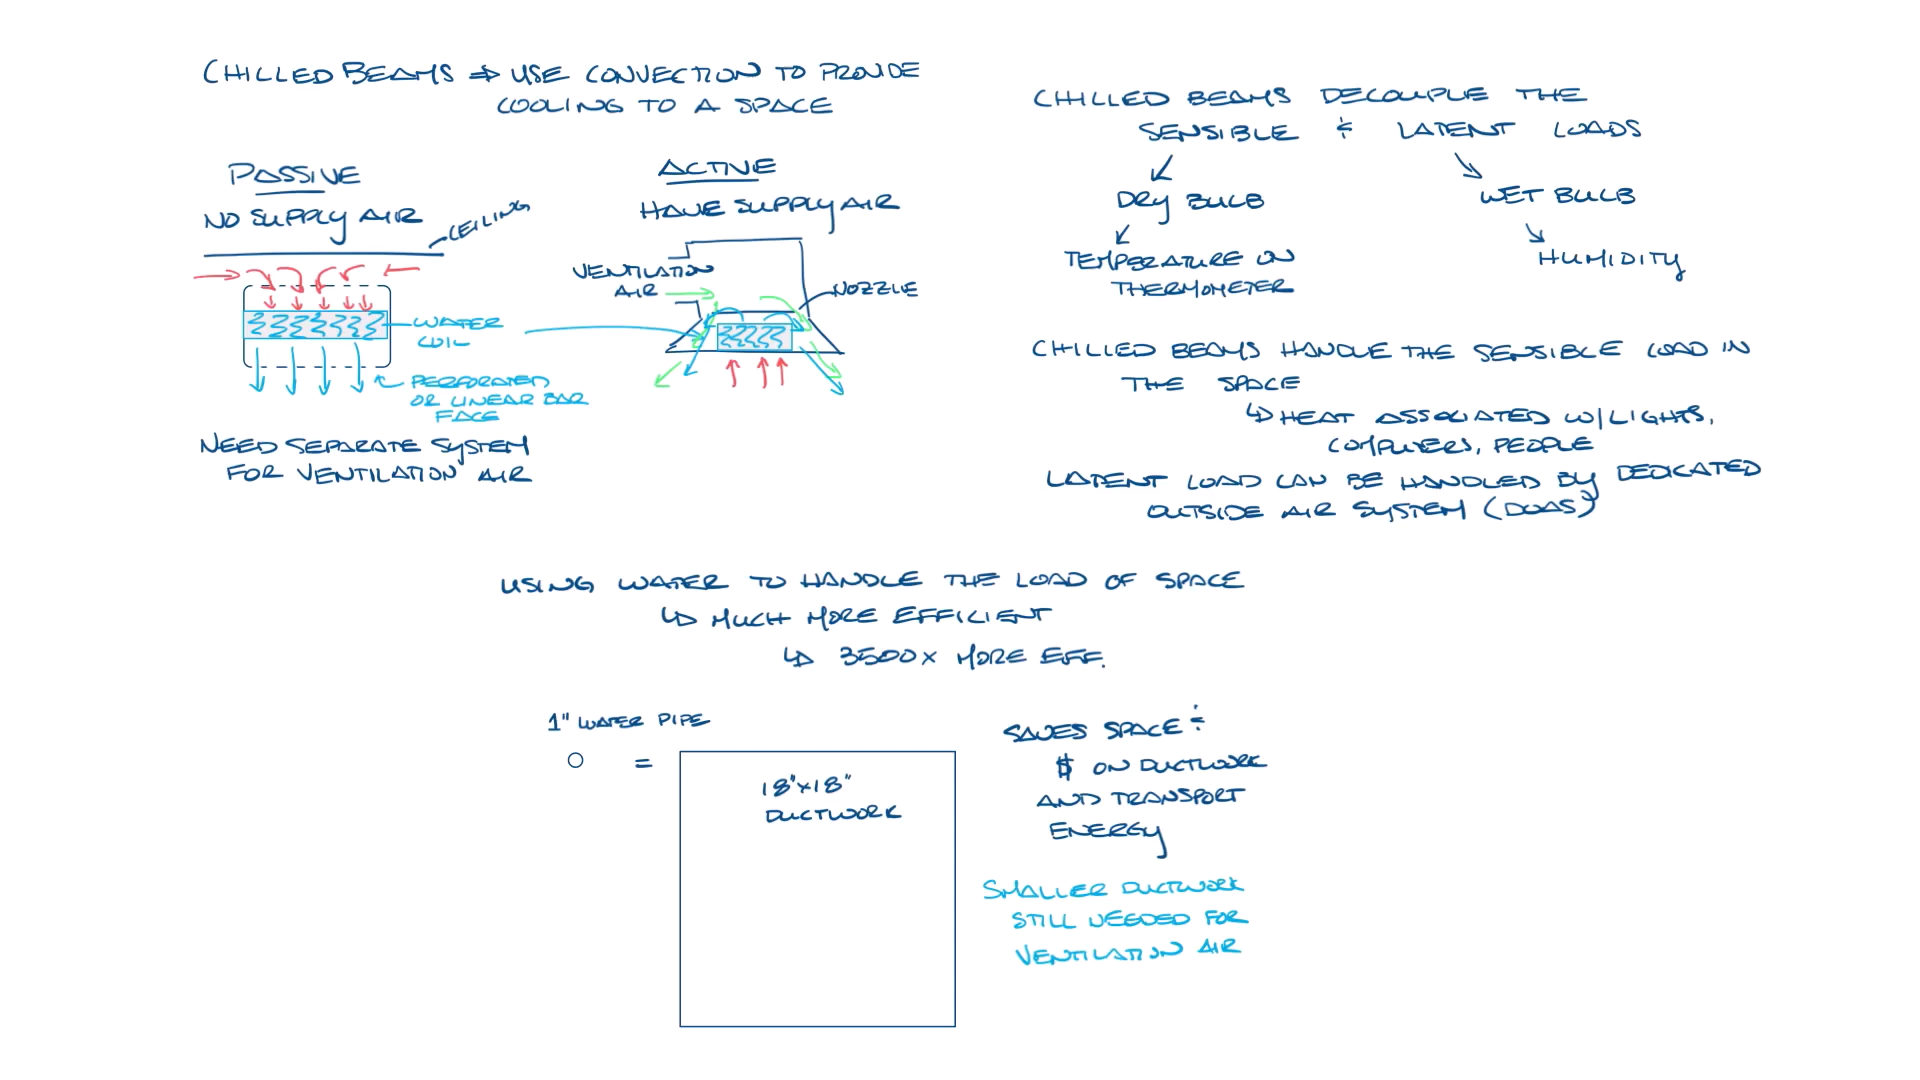 CHILLED BEAMS ⇒ USE CONVECTION TO PROVIDE
COOLING TO A SPACE
PASSIVE
NO SUPPLY AIR
CEILING
WATER
COIL
PERFORATED
OR LINEAR BAR
FACE
NEED SEPARATE SYSTEM
FOR VENTILATION AIR
ACTIVE
HAVE SUPPLY AIR
VENTILATION
AIR
NOZZLE
CHILLED BEAMS DECOUPLE THE
SENSIBLE & LATENT LOADS
DRY BULB
WET BULB
TEMPERATURE ON
THERMOMETER
HUMIDITY
CHILLED BEAMS HANDLE THE SENSIBLE LOAD IN
THE SPACE
↳ HEAT ASSOCIATED W/LIGHTS,
COMPUTERS, PEOPLE
LATENT LOAD CAN BE HANDLED BY DEDICATED
OUTSIDE AIR SYSTEM (DOAS)
USING WATER TO HANDLE THE LOAD OF SPACE
↳ MUCH MORE EFFICIENT
↳ 3500X MORE EFF.
1" WATER PIPE
=
18"x18"
DUCTWORK
SAVES SPACE &
$ ON DUCTWORK
AND TRANSPORT
ENERGY
SMALLER DUCTWORK
STILL NEEDED FOR
VENTILATION AIR